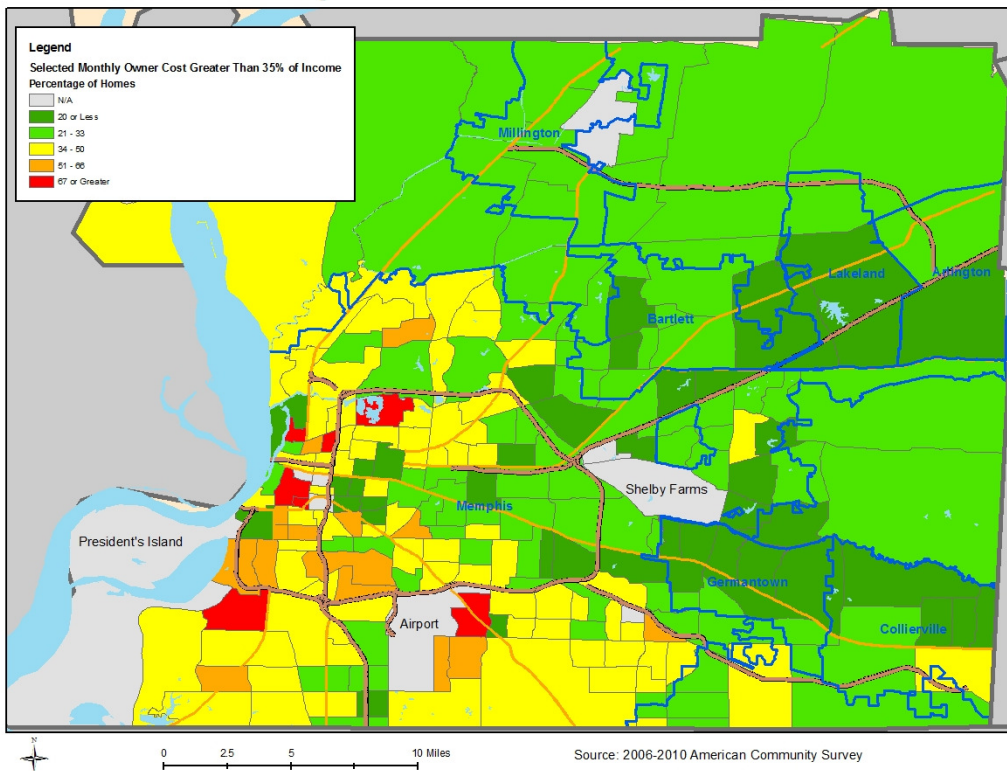 Legend
Selected Monthly Owner Cost Greater Than 35% of Income
Percentage of Homes
N/A
20 or Less
21 - 33
34 - 50
51 - 66
67 or Greater
Millington
Lakeland
Arlington
Bartlett
Shelby Farms
Memphis
President's Island
Germantown
Airport
Collierville
N
0 2.5 5 10 Miles
Source: 2006-2010 American Community Survey